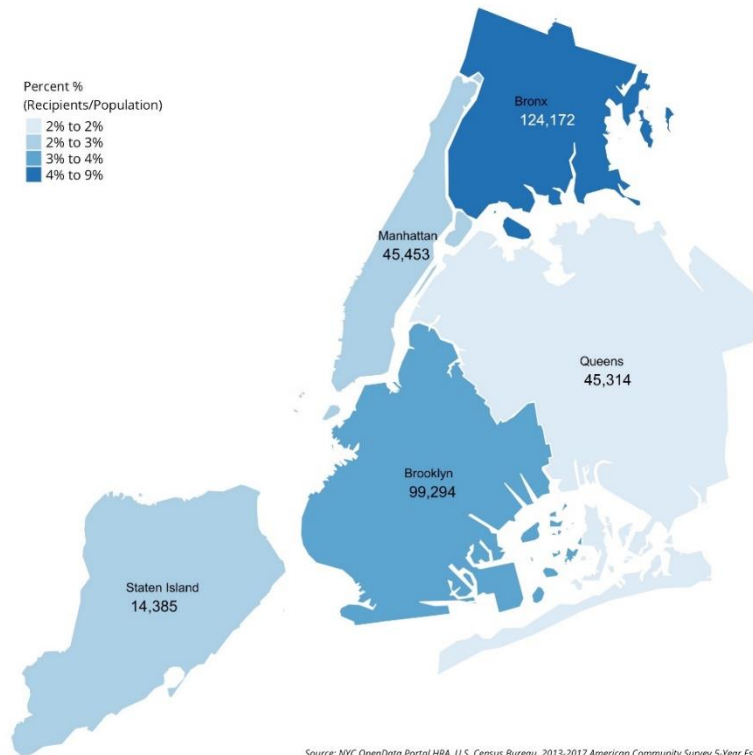 Percent %
(Recipients/Population)
2% to 2%
2% to 3%
3% to 4%
4% to 9%
Bronx
124,172
Manhattan
45,453
Queens
45,314
Brooklyn
99,294
Staten Island
14,385
Source: NYC OpenData Portal HRA, U.S. Census Bureau, 2013-2017 American Community Survey 5-Year Es